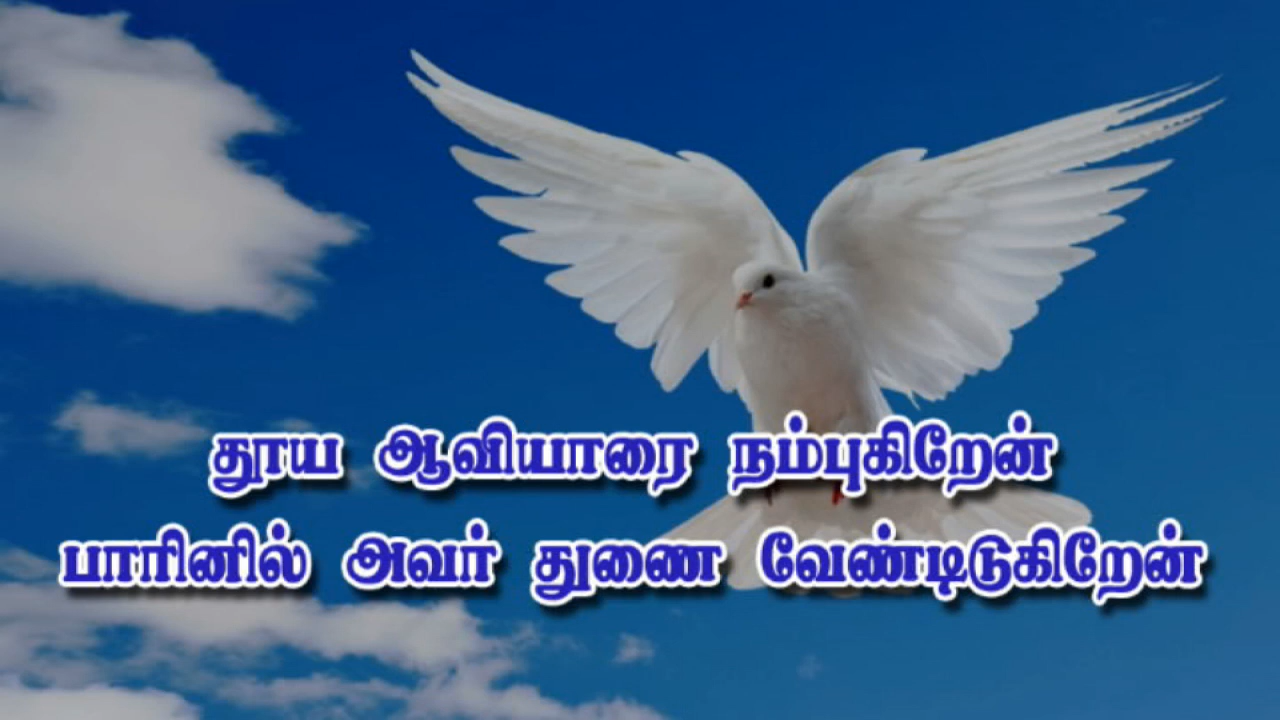 தூய ஆவியாரை நம்புகிறேன்
பாரினில் அவர் துணை வேண்டிடுகிறேன்